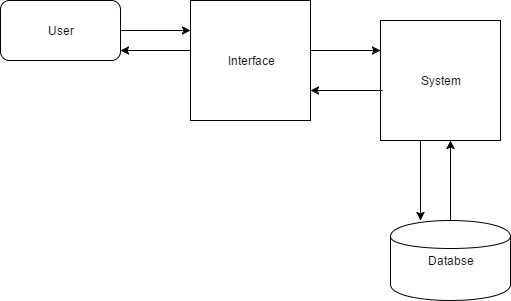 User
Interface
System
Databse